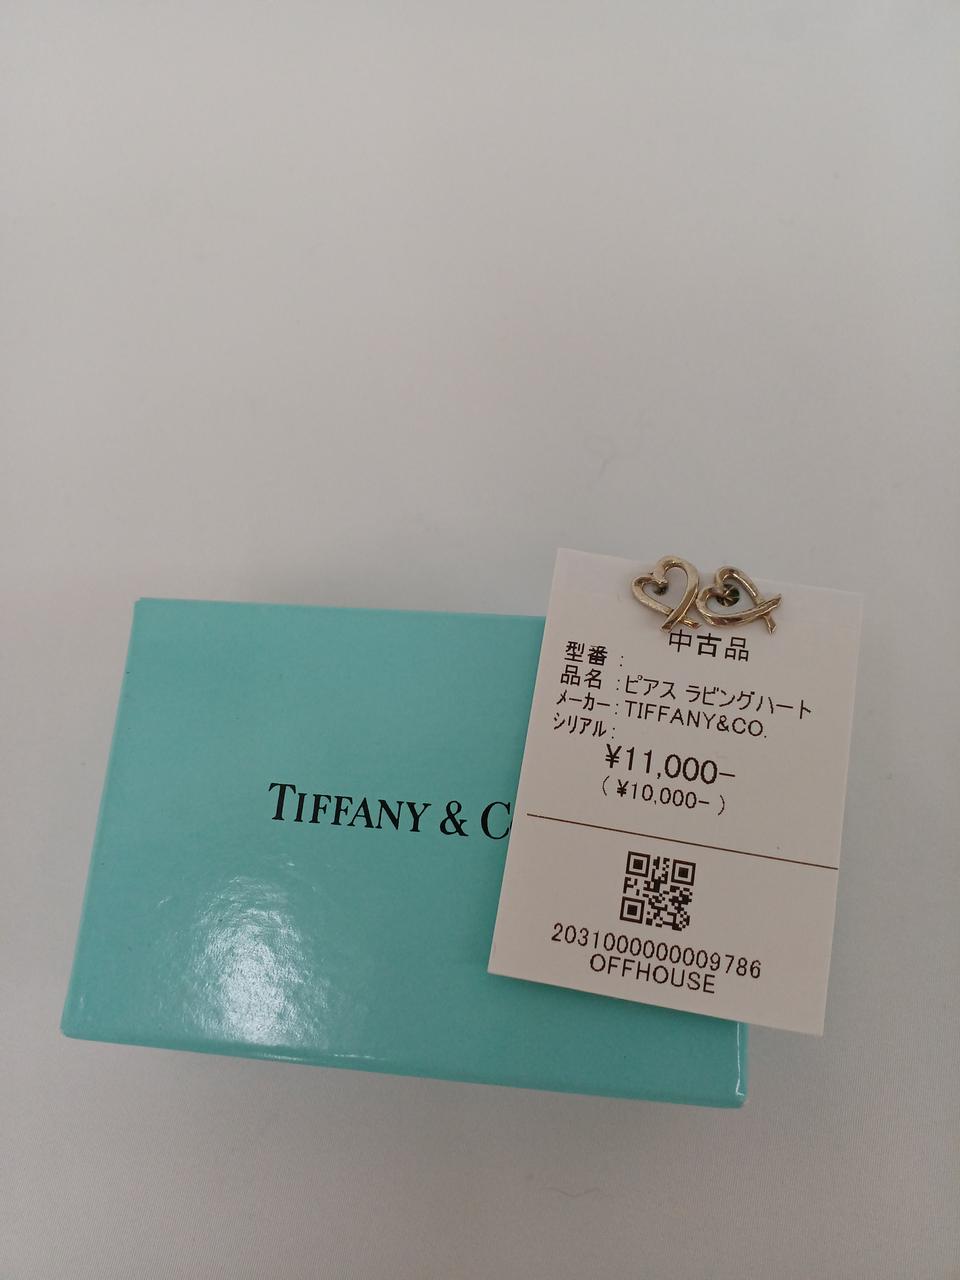 TIFFANY & C
中古品
型番 :
品名 :ピアス ラビングハート
メーカー:TIFFANY&CO.
シリアル:
¥11,000-
(¥10,000-)
2031000000009786
OFFHOUSE